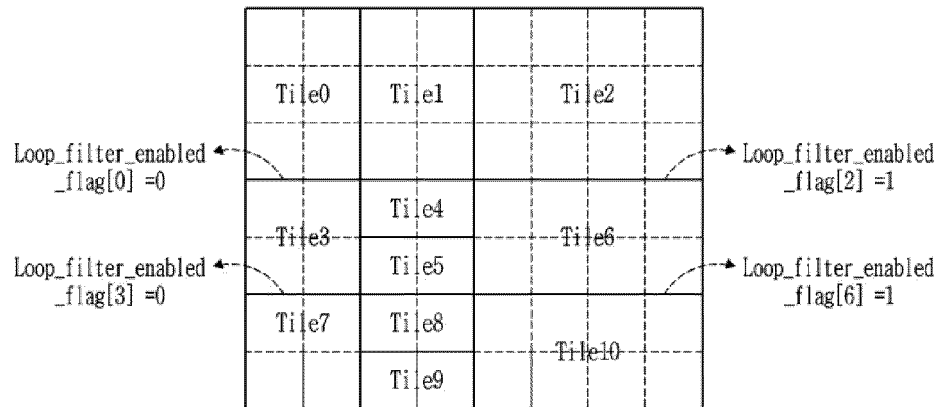 Tile0 Tile1 Tile2
Loop_filter_enabled
_flag[0] =0
Loop_filter_enabled
_flag[2] =1
Tile4
Tile3 Tile6
Tile5
Loop_filter_enabled
_flag[3] =0
Loop_filter_enabled
_flag[6] =1
Tile7 Tile8
Tile10
Tile9